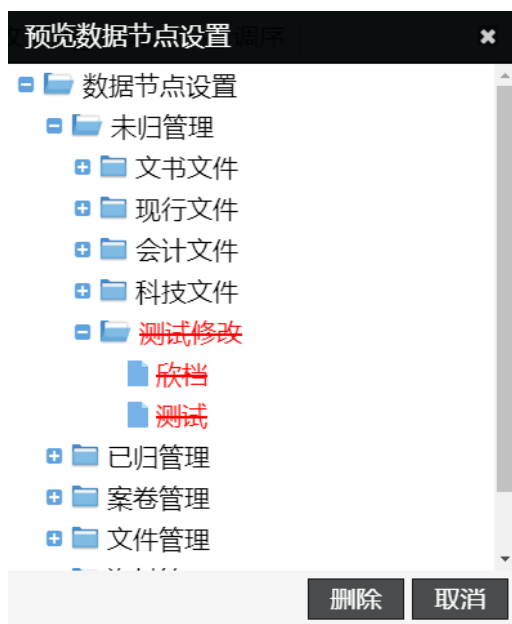 预览数据节点设置
数据节点设置
未归管理
文书文件
现行文件
会计文件
科技文件
测试修改
欣档
测试
已归管理
案卷管理
文件管理
删除 取消